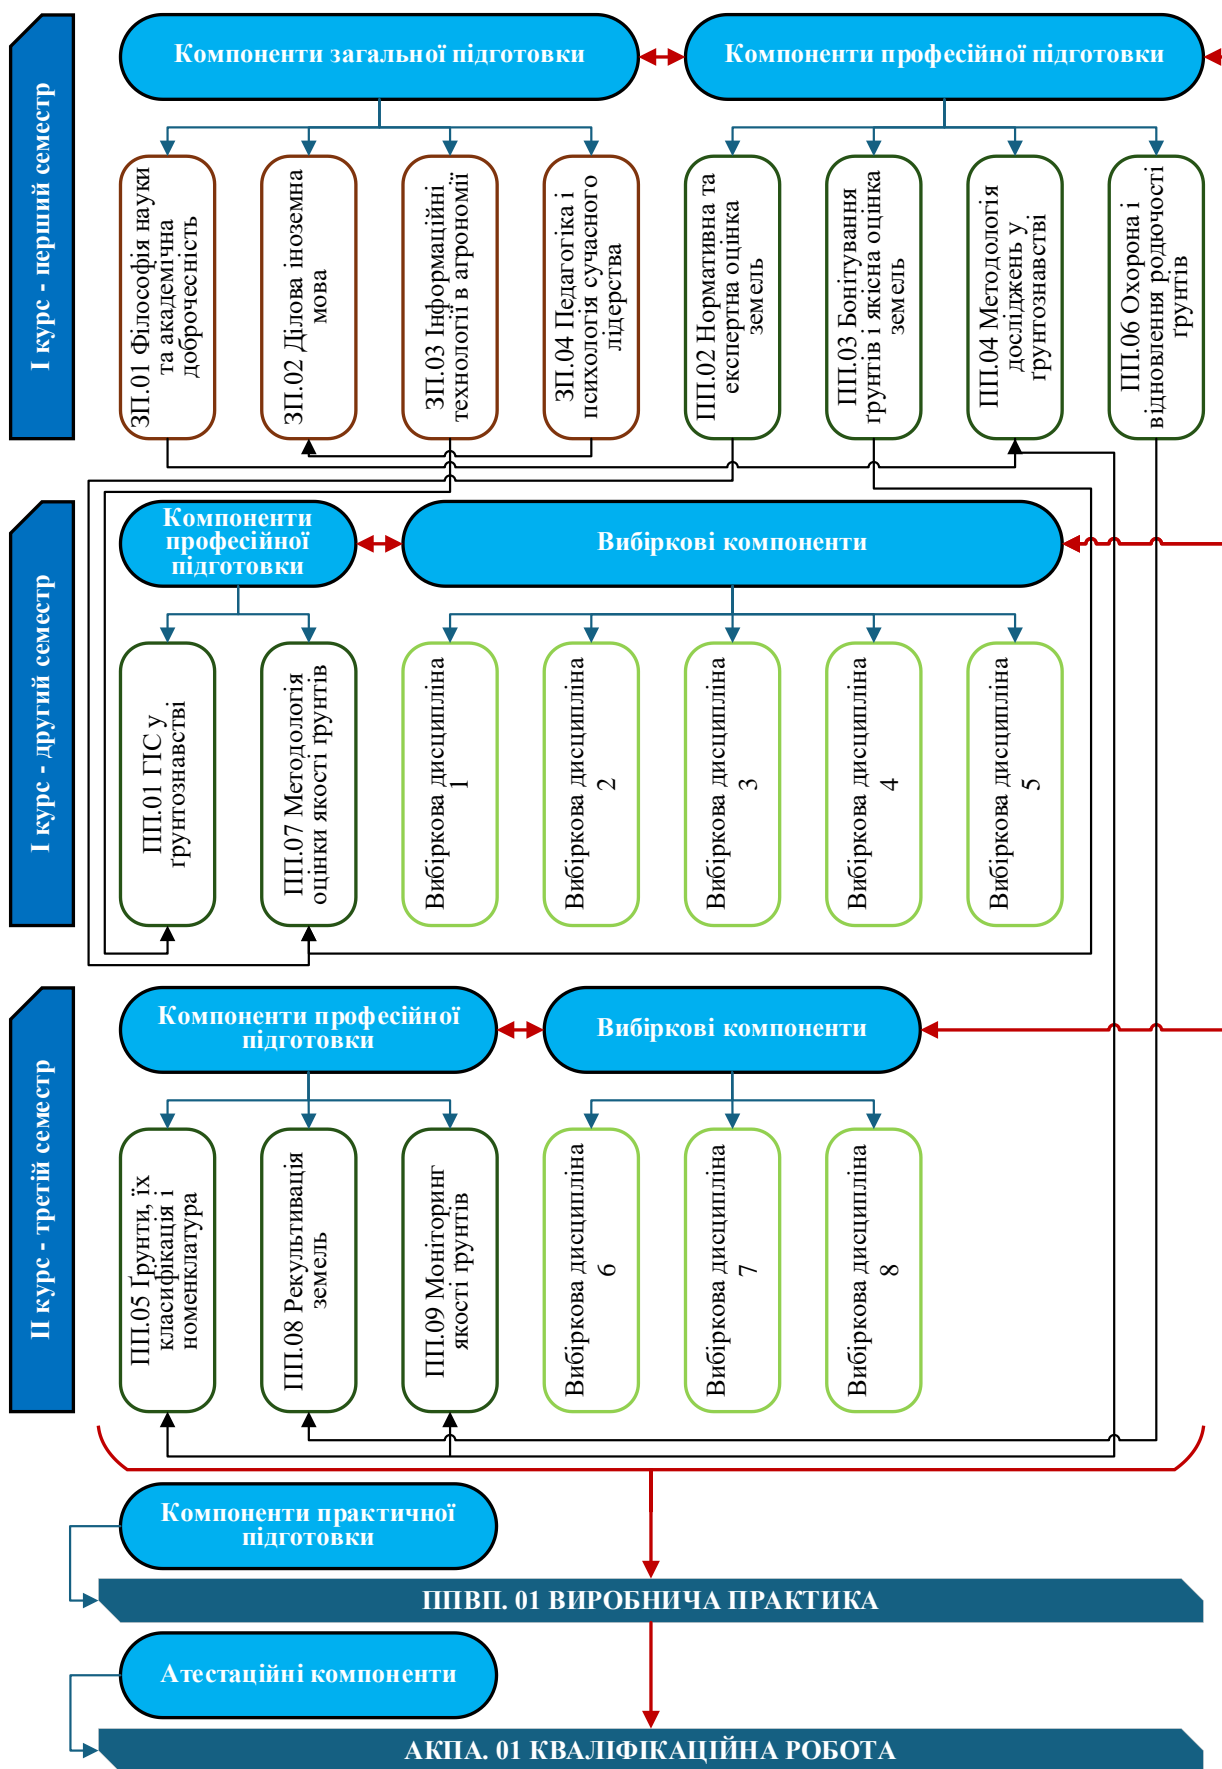 І курс - перший семестр
Компоненти загальної підготовки
Компоненти професійної підготовки
ЗП.01 Філософія науки
та академічна
доброчесність
ЗП.02 Ділова іноземна
мова
ЗП.03 Інформаційні
технології в агрономії
ЗП.04 Педагогіка і
психологія сучасного
лідерства
ПП.02 Нормативна та
експертна оцінка
земель
ПП.03 Бонітування
ґрунтів і якісна оцінка
земель
ПП.04 Методологія
досліджень у
ґрунтознавстві
ПП.06 Охорона і
відновлення родючості
ґрунтів
І курс - другий семестр
Компоненти
професійної
підготовки
Вибіркові компоненти
ПП.01 ГІС у
ґрунтознавстві
ПП.07 Методологія
оцінки якості ґрунтів
Вибіркова дисципліна
1
Вибіркова дисципліна
2
Вибіркова дисципліна
3
Вибіркова дисципліна
4
Вибіркова дисципліна
5
ІІ курс - третій семестр
Компоненти професійної
підготовки
Вибіркові компоненти
ПП.05 Ґрунти, їх
класифікація і
номенклатура
ПП.08 Рекультивація
земель
ПП.09 Моніторинг
якості ґрунтів
Вибіркова дисципліна
6
Вибіркова дисципліна
7
Вибіркова дисципліна
8
Компоненти практичної
підготовки
ППВП. 01 ВИРОБНИЧА ПРАКТИКА
Атестаційні компоненти
АКПА. 01 КВАЛІФІКАЦІЙНА РОБОТА